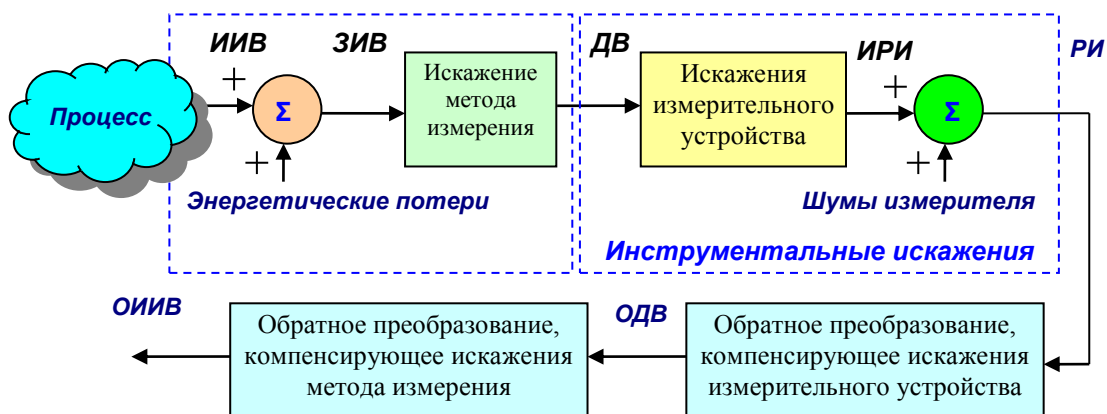 ИИВ
ЗИВ
ДВ
ИРИ
РИ
Процесс
+
Σ
+
Искажение
метода
измерения
Искажения
измерительного
устройства
+
Σ
+
Энергетические потери
Шумы измерителя
Инструментальные искажения
ОИИВ
Обратное преобразование,
компенсирующее искажения
метода измерения
ОДВ
Обратное преобразование,
компенсирующее искажения
измерительного устройства